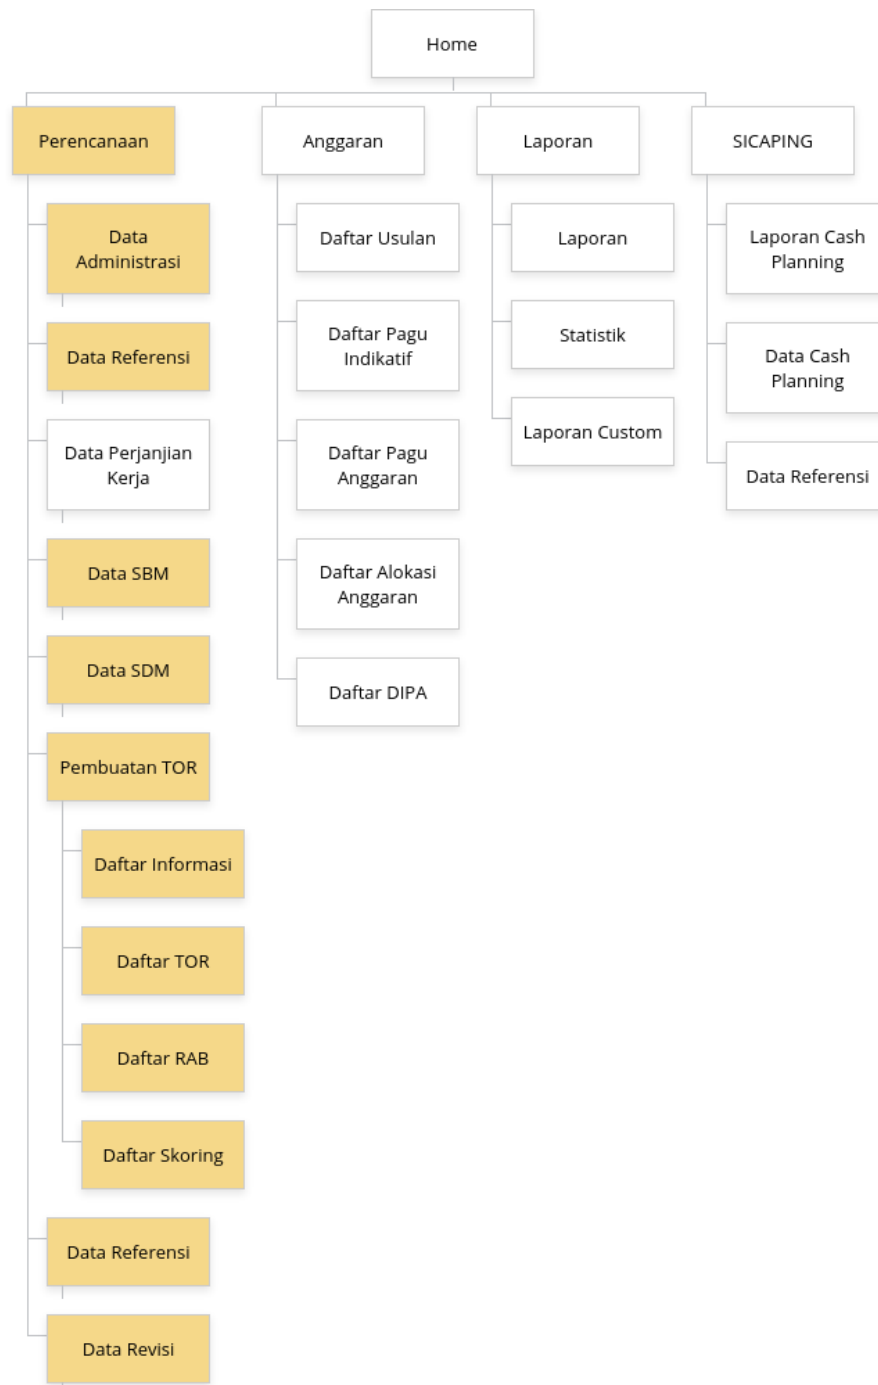 Home
Perencanaan
Anggaran
Laporan
SICAPING
Data
Administrasi
Data Referensi
Data Perjanjian
Kerja
Data SBM
Data SDM
Pembuatan TOR
Daftar Informasi
Daftar TOR
Daftar RAB
Daftar Skoring
Data Referensi
Data Revisi
Daftar Usulan
Daftar Pagu
Indikatif
Daftar Pagu
Anggaran
Daftar Alokasi
Anggaran
Daftar DIPA
Laporan
Statistik
Laporan Custom
Laporan Cash
Planning
Data Cash
Planning
Data Referensi